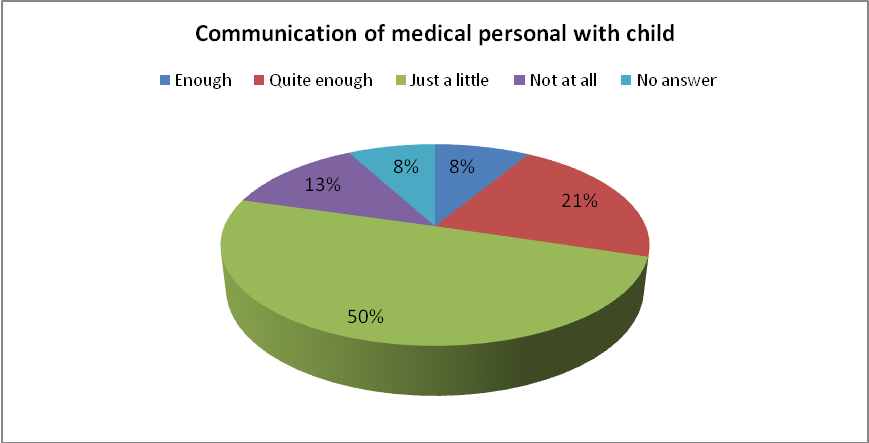 Communication of medical personal with child
Enough Quite enough Just a little Not at all No answer
8% 8%
13%
21%
50%